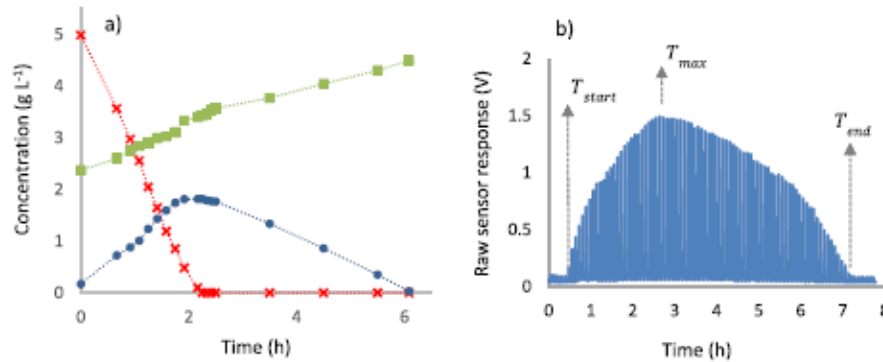 a)
Concentration (g L⁻¹)
5
4
3
2
1
0
0 2 4 6
Time (h)
b)
Raw sensor response (V)
2
1.5
1
0.5
0
T_start
T_max
T_end
0 1 2 3 4 5 6 7 8
Time (h)